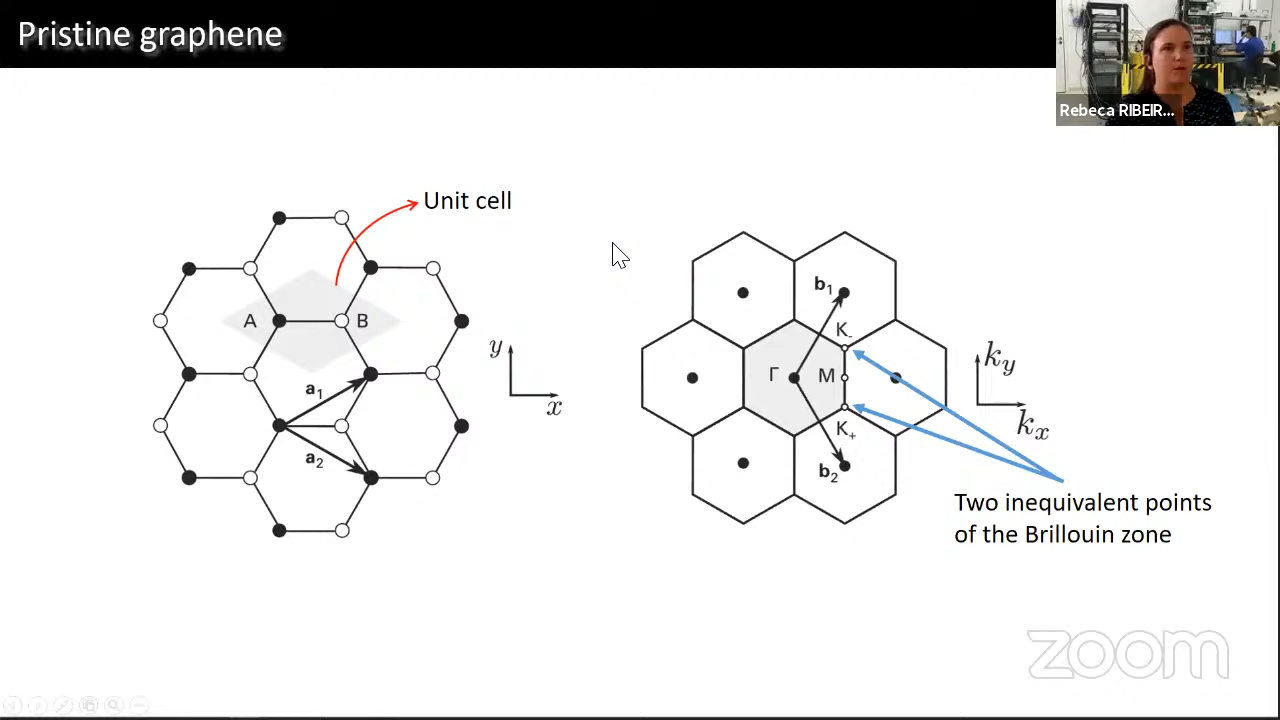 Pristine graphene
Rebeca RIBEIR...
Unit cell
A
B
a1
a2
y
x
b1
K-
Γ
M
K+
b2
ky
kx
Two inequivalent points
of the Brillouin zone
zoom